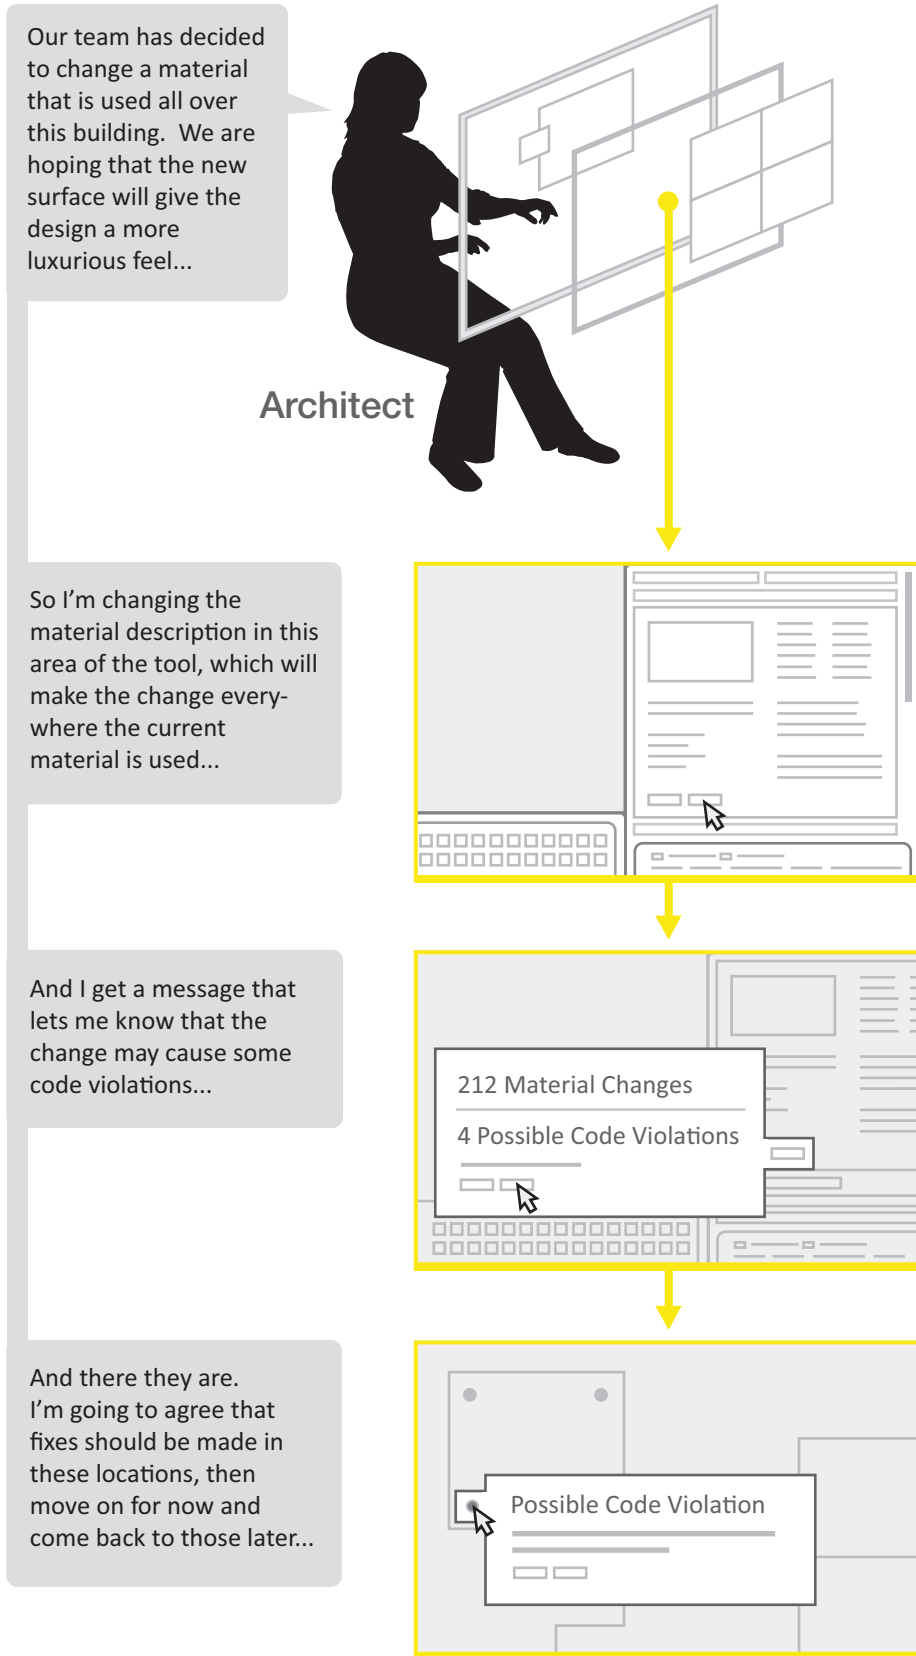 Our team has decided
to change a material
that is used all over
this building.  We are
hoping that the new
surface will give the
design a more
luxurious feel...
Architect
So I’m changing the
material description in this
area of the tool, which will
make the change every-
where the current
material is used...
And I get a message that
lets me know that the
change may cause some
code violations...
212 Material Changes
4 Possible Code Violations
And there they are.
I’m going to agree that
fixes should be made in
these locations, then
move on for now and
come back to those later...
Possible Code Violation